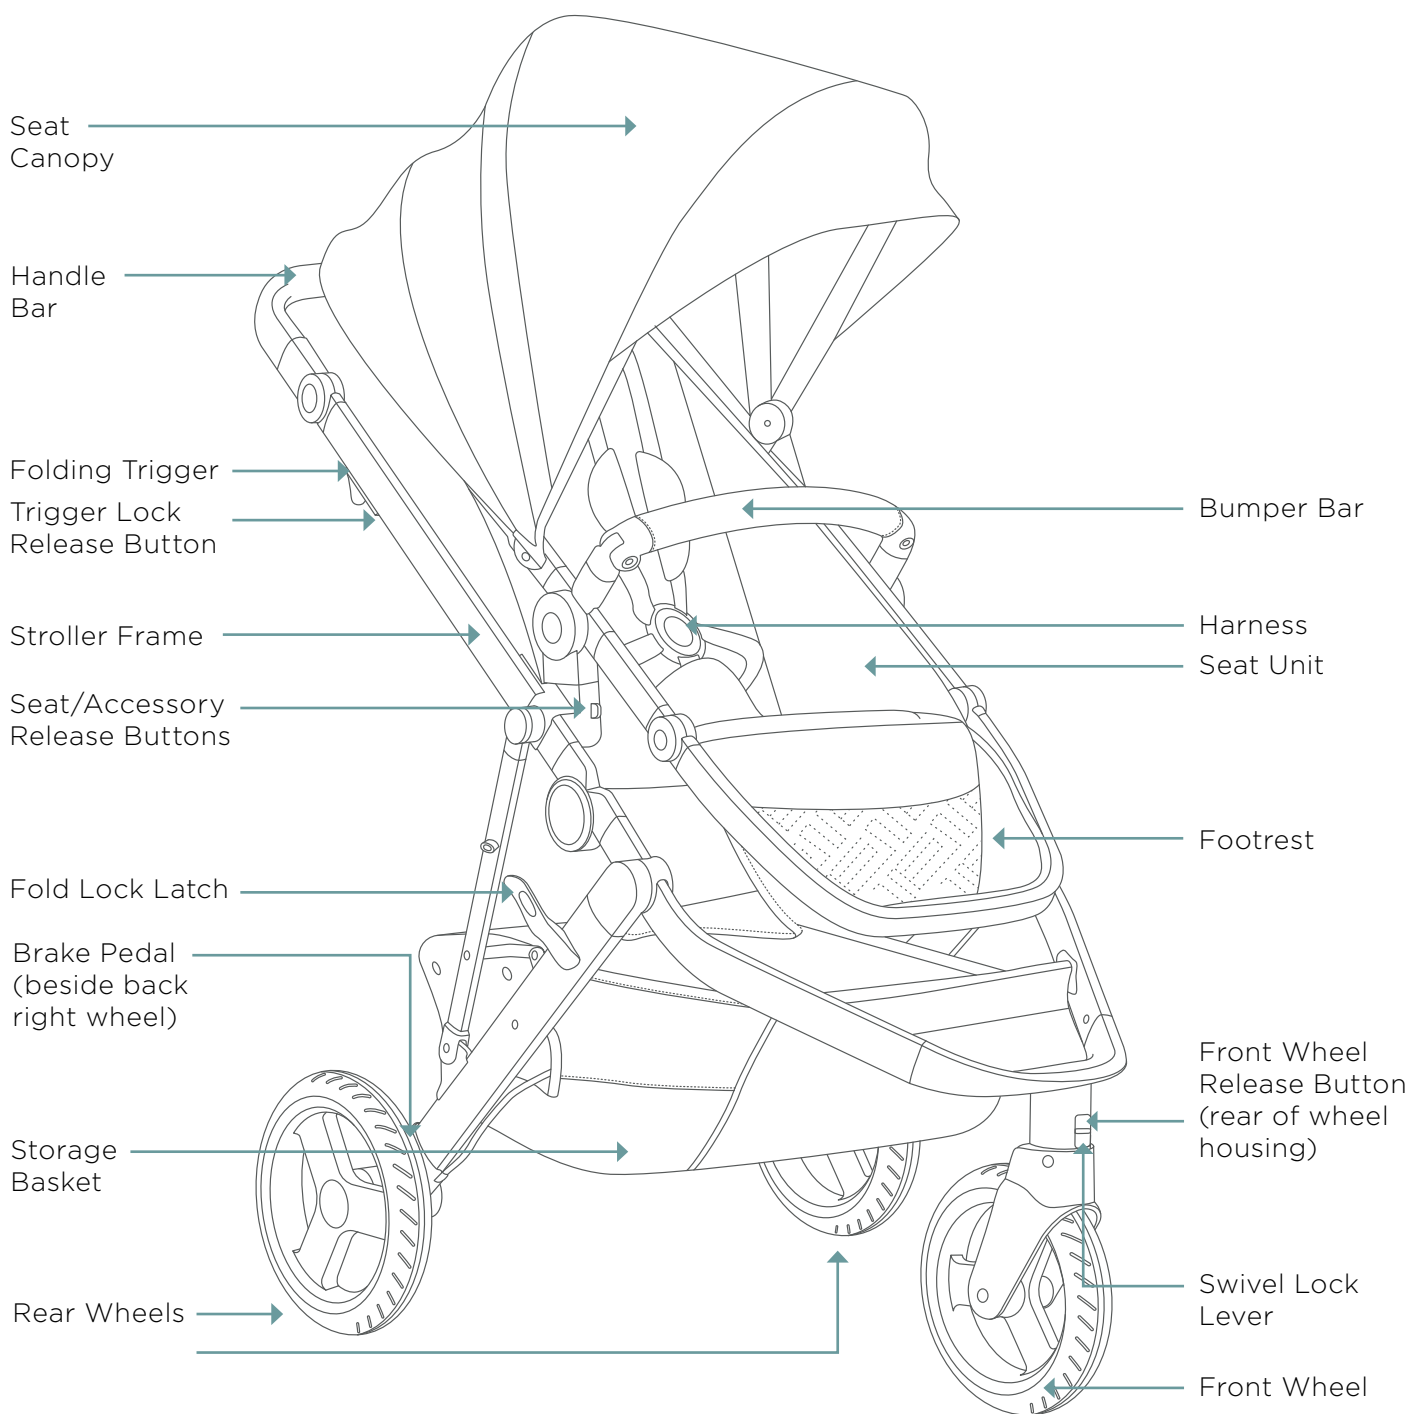 Seat
Canopy
Handle
Bar
Folding Trigger
Trigger Lock
Release Button
Stroller Frame
Seat/Accessory
Release Buttons
Fold Lock Latch
Brake Pedal
(beside back
right wheel)
Storage
Basket
Rear Wheels
Bumper Bar
Harness
Seat Unit
Footrest
Front Wheel
Release Button
(rear of wheel
housing)
Swivel Lock
Lever
Front Wheel